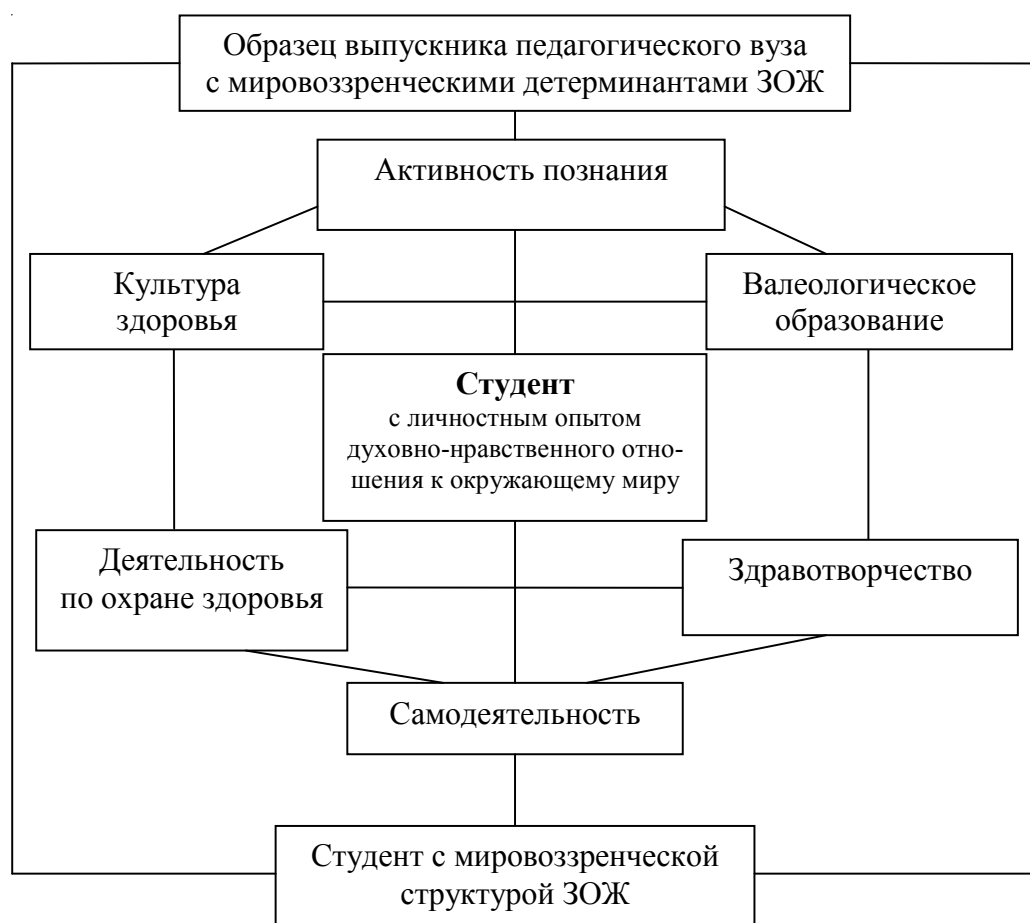 Образец выпускника педагогического вуза
с мировоззренческими детерминантами ЗОЖ
Активность познания
Культура
здоровья
Валеологическое
образование
Студент
с личностным опытом
духовно-нравственного отно-
шения к окружающему миру
Деятельность
по охране здоровья
Здравотворчество
Самодеятельность
Студент с мировоззренческой
структурой ЗОЖ